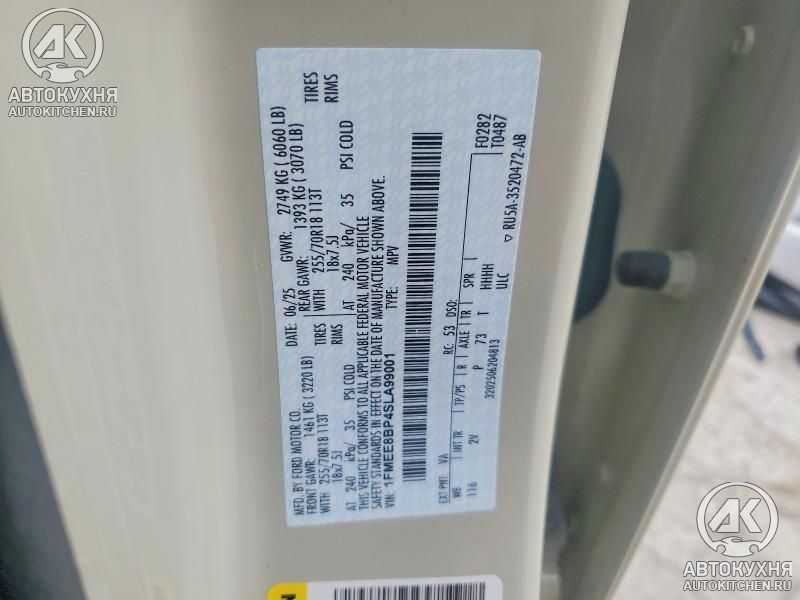 АК
АВТОКУХНЯ
AUTOKITCHEN.RU
MFD. BY FORD MOTOR CO. 06/25 GVWR: 2749 KG ( 6060 LB)
FRONT GAWR: 1461 KG ( 3220 LB) REAR GAWR: 1393 KG ( 3070 LB)
WITH 255/70R18 113T TIRES WITH 255/70R18 113T TIRES
18x7.5J RIMS 18x7.5J RIMS
AT 240 kPa/ 35 PSI COLD AT 240 kPa/ 35 PSI COLD
THIS VEHICLE CONFORMS TO ALL APPLICABLE FEDERAL MOTOR VEHICLE
SAFETY STANDARDS IN EFFECT ON THE DATE OF MANUFACTURE SHOWN ABOVE.
VIN: 1FMEE8BP4SLA99001 TYPE: MPV
EXT PNT: VA RC: 53 DSO: F0282
WB INT TR TP/PS R AXLE TR SPR T0487
116 2V P 73 T HHHH
ULC
3202506204813 ▽ RU5A-3520472-AB
АК
АВТОКУХНЯ
AUTOKITCHEN.RU